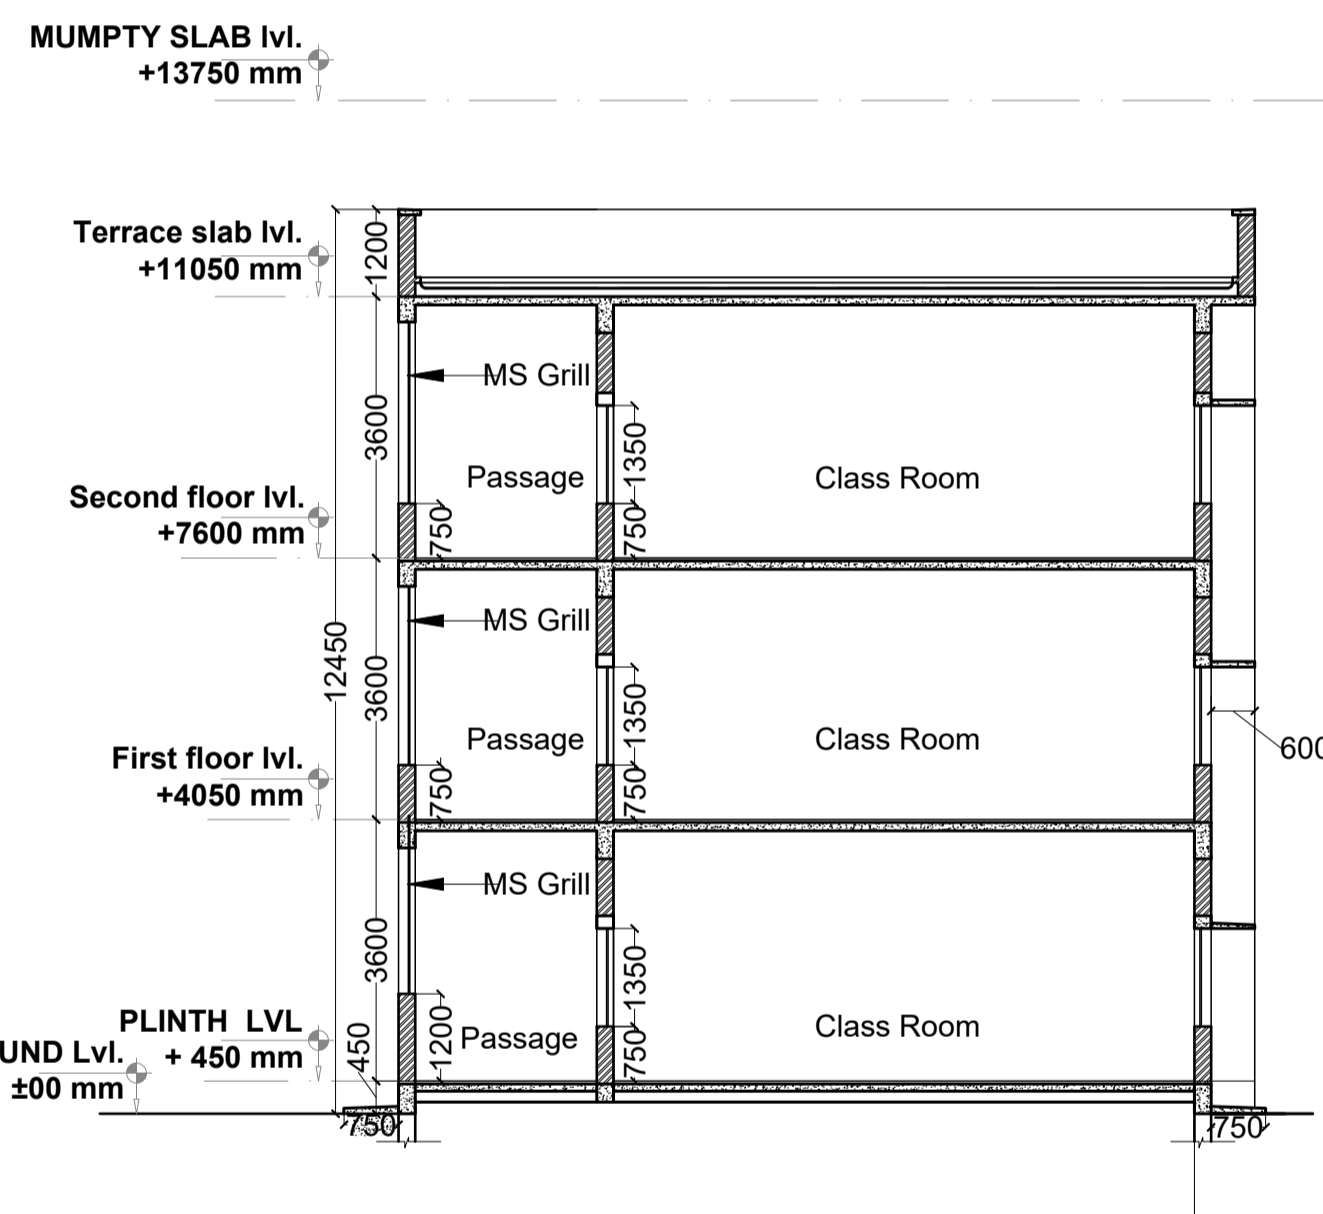 MUMPTY SLAB lvl.
+13750 mm
Terrace slab lvl.
+11050 mm
1200
MS Grill
3600
1350
Passage
Class Room
Second floor lvl.
+7600 mm
750
750
MS Grill
12450
3600
1350
Passage
Class Room
600
First floor lvl.
+4050 mm
750
750
MS Grill
3600
1350
PLINTH LVL
+ 450 mm
1200
Passage
Class Room
450
750
UND Lvl.
±00 mm
750
750